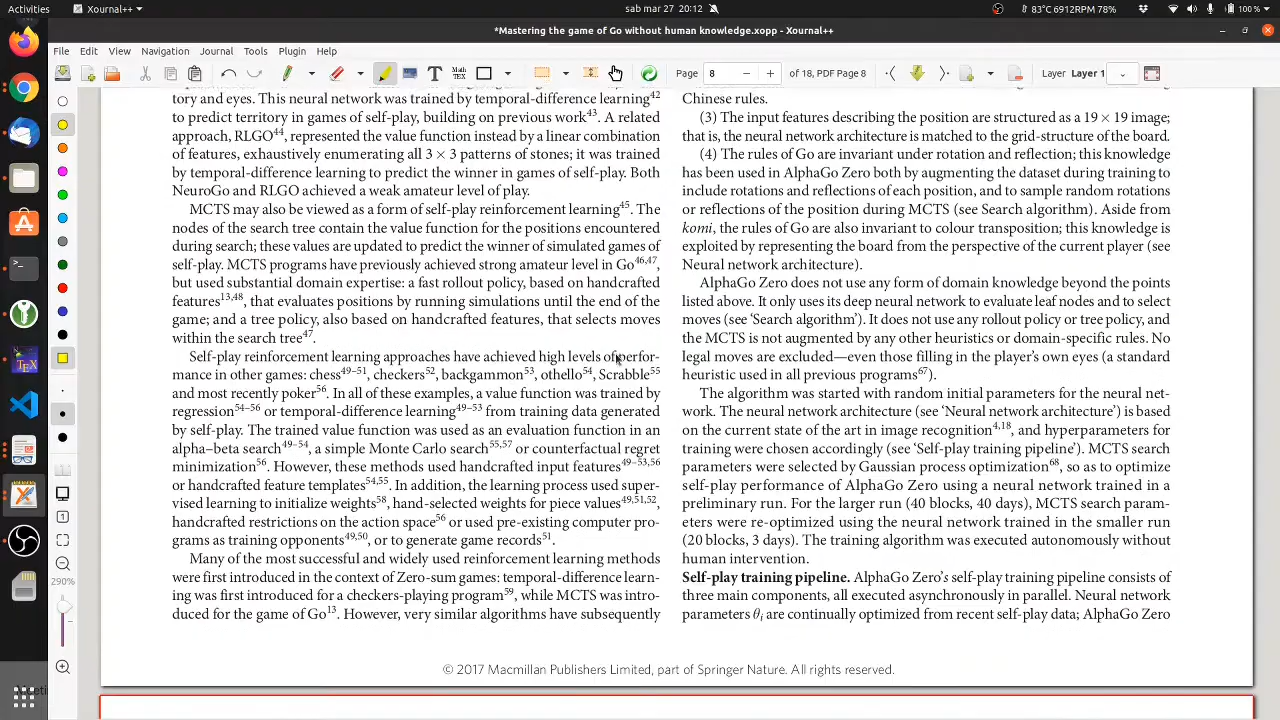 Activities
Xournal++
sab mar 27 20:12
83°C 6912RPM 78%
100 %
*Mastering the game of Go without human knowledge.xopp - Xournal++
File Edit View Navigation Journal Tools Plugin Help
Page 8 of 18, PDF Page 8
Layer Layer 1
290%
tory and eyes. This neural network was trained by temporal-difference learning42
to predict territory in games of self-play, building on previous work43. A related
approach, RLGO44, represented the value function instead by a linear combination
of features, exhaustively enumerating all 3 × 3 patterns of stones; it was trained
by temporal-difference learning to predict the winner in games of self-play. Both
NeuroGo and RLGO achieved a weak amateur level of play.
MCTS may also be viewed as a form of self-play reinforcement learning45. The
nodes of the search tree contain the value function for the positions encountered
during search; these values are updated to predict the winner of simulated games of
self-play. MCTS programs have previously achieved strong amateur level in Go46,47,
but used substantial domain expertise: a fast rollout policy, based on handcrafted
features13,48, that evaluates positions by running simulations until the end of the
game; and a tree policy, also based on handcrafted features, that selects moves
within the search tree47.
Self-play reinforcement learning approaches have achieved high levels of perfor-
mance in other games: chess49–51, checkers52, backgammon53, othello54, Scrabble55
and most recently poker56. In all of these examples, a value function was trained by
regression54–56 or temporal-difference learning49–53 from training data generated
by self-play. The trained value function was used as an evaluation function in an
alpha–beta search49–54, a simple Monte Carlo search55,57 or counterfactual regret
minimization56. However, these methods used handcrafted input features49–53,56
or handcrafted feature templates54,55. In addition, the learning process used super-
vised learning to initialize weights58, hand-selected weights for piece values49,51,52,
handcrafted restrictions on the action space56 or used pre-existing computer pro-
grams as training opponents49,50, or to generate game records51.
Many of the most successful and widely used reinforcement learning methods
were first introduced in the context of Zero-sum games: temporal-difference learn-
ing was first introduced for a checkers-playing program59, while MCTS was intro-
duced for the game of Go13. However, very similar algorithms have subsequently
Chinese rules.
(3) The input features describing the position are structured as a 19 × 19 image;
that is, the neural network architecture is matched to the grid-structure of the board.
(4) The rules of Go are invariant under rotation and reflection; this knowledge
has been used in AlphaGo Zero both by augmenting the dataset during training to
include rotations and reflections of each position, and to sample random rotations
or reflections of the position during MCTS (see Search algorithm). Aside from
komi, the rules of Go are also invariant to colour transposition; this knowledge is
exploited by representing the board from the perspective of the current player (see
Neural network architecture).
AlphaGo Zero does not use any form of domain knowledge beyond the points
listed above. It only uses its deep neural network to evaluate leaf nodes and to select
moves (see ‘Search algorithm’). It does not use any rollout policy or tree policy, and
the MCTS is not augmented by any other heuristics or domain-specific rules. No
legal moves are excluded—even those filling in the player’s own eyes (a standard
heuristic used in all previous programs67).
The algorithm was started with random initial parameters for the neural net-
work. The neural network architecture (see ‘Neural network architecture’) is based
on the current state of the art in image recognition4,18, and hyperparameters for
training were chosen accordingly (see ‘Self-play training pipeline’). MCTS search
parameters were selected by Gaussian process optimization68, so as to optimize
self-play performance of AlphaGo Zero using a neural network trained in a
preliminary run. For the larger run (40 blocks, 40 days), MCTS search param-
eters were re-optimized using the neural network trained in the smaller run
(20 blocks, 3 days). The training algorithm was executed autonomously without
human intervention.
Self-play training pipeline. AlphaGo Zero’s self-play training pipeline consists of
three main components, all executed asynchronously in parallel. Neural network
parameters θi are continually optimized from recent self-play data; AlphaGo Zero
© 2017 Macmillan Publishers Limited, part of Springer Nature. All rights reserved.